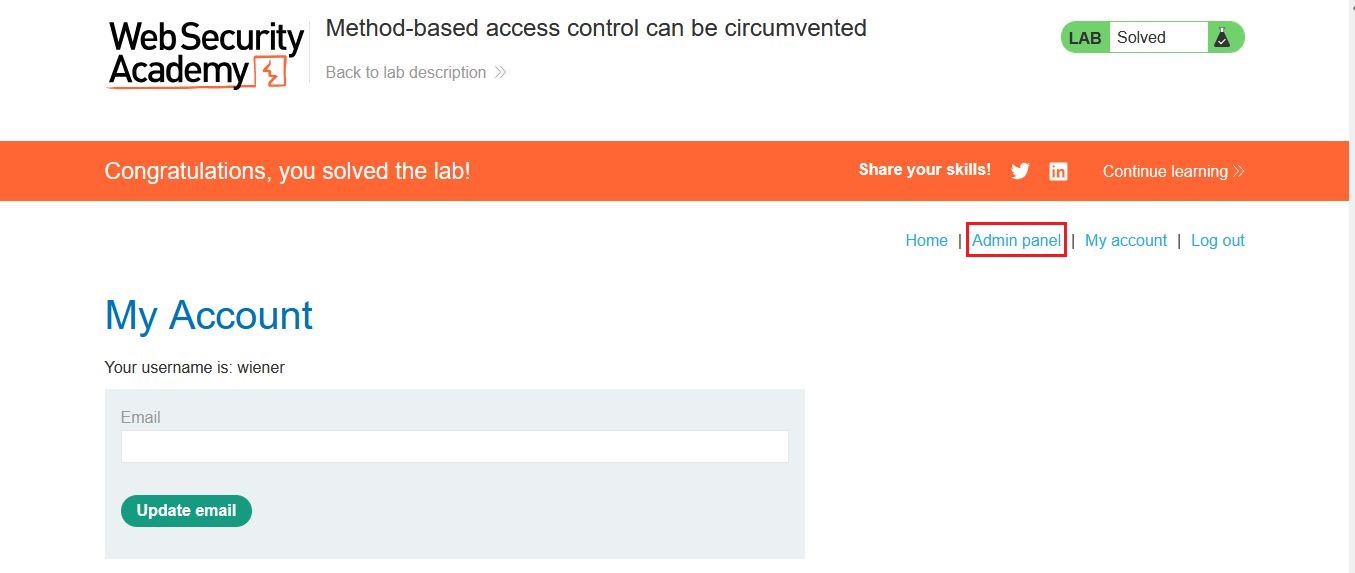 Web Security
Academy
Method-based access control can be circumvented
Back to lab description
LAB Solved
Congratulations, you solved the lab!
Share your skills!
Continue learning
Home | Admin panel | My account | Log out
My Account
Your username is: wiener
Email
Update email